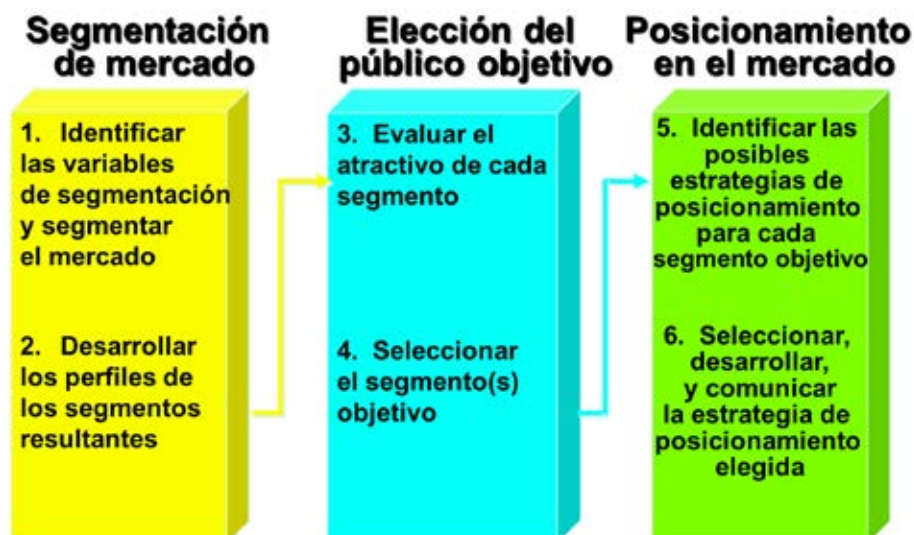 Segmentación
de mercado
1. Identificar
las variables
de segmentación
y segmentar
el mercado
2. Desarrollar
los perfiles de
los segmentos
resultantes
Elección del
público objetivo
3. Evaluar el
atractivo de cada
segmento
4. Seleccionar
el segmento(s)
objetivo
Posicionamiento
en el mercado
5. Identificar las
posibles
estrategias de
posicionamiento
para cada
segmento objetivo
6. Seleccionar,
desarrollar,
y comunicar
la estrategia de
posicionamiento
elegida